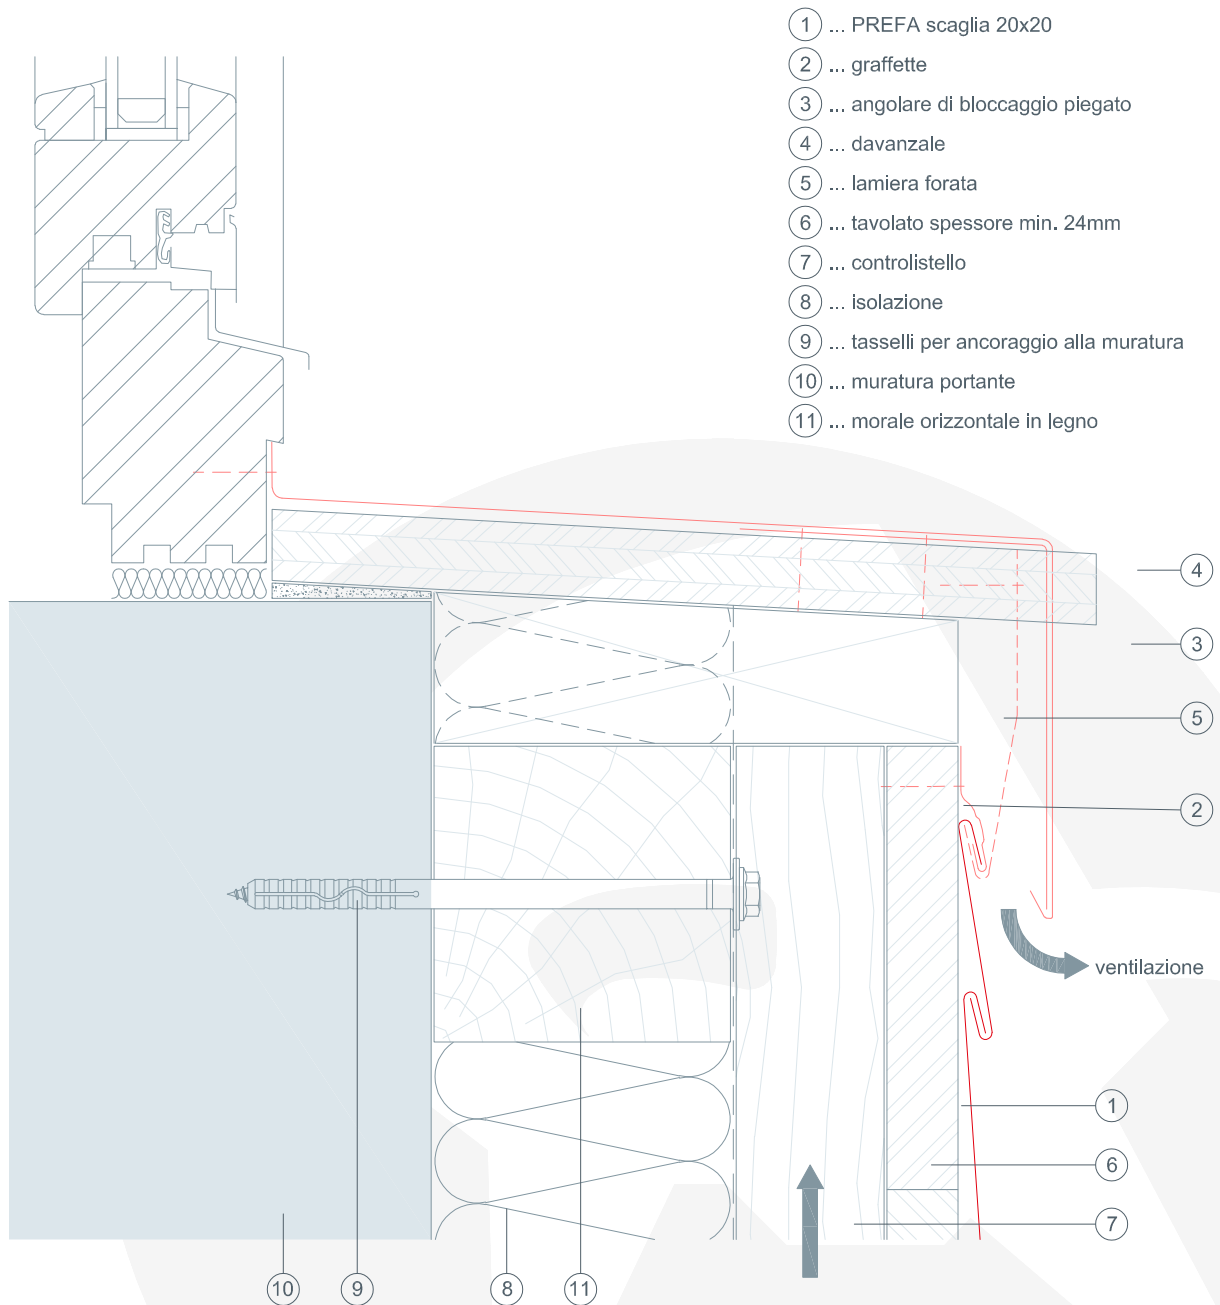 1 ... PREFA scaglia 20x20
2 ... graffette
3 ... angolare di bloccaggio piegato
4 ... davanzale
5 ... lamiera forata
6 ... tavolato spessore min. 24mm
7 ... controlistello
8 ... isolazione
9 ... tasselli per ancoraggio alla muratura
10 ... muratura portante
11 ... morale orizzontale in legno
4
3
5
2
ventilazione
1
6
7
10
9
8
11